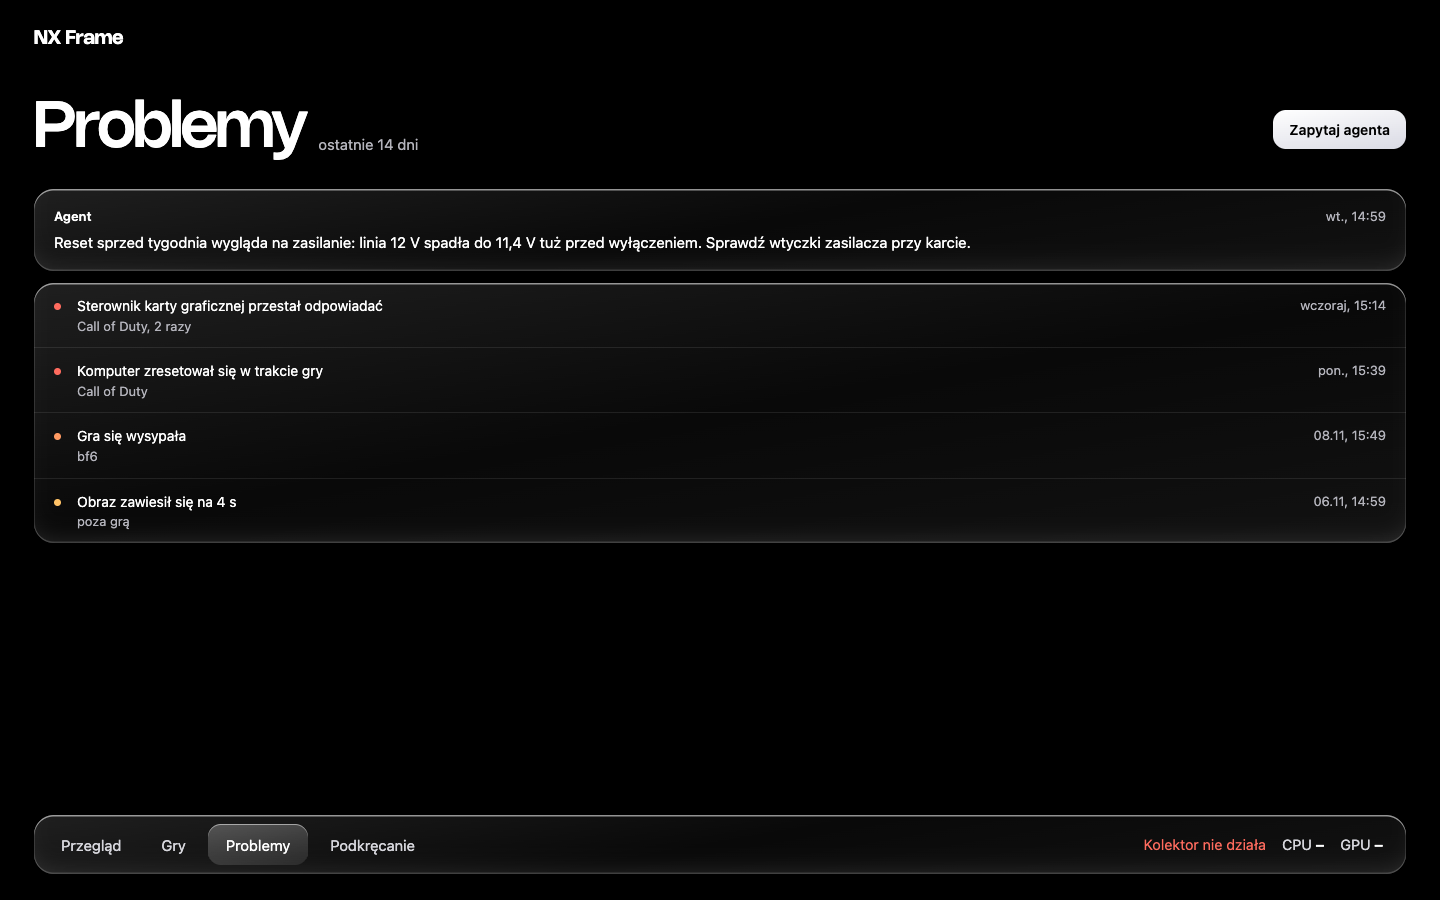 NX Frame
Problemy ostatnie 14 dni
Zapytaj agenta
Agent wt., 14:59
Reset sprzed tygodnia wygląda na zasilanie: linia 12 V spadła do 11,4 V tuż przed wyłączeniem. Sprawdź wtyczki zasilacza przy karcie.
Sterownik karty graficznej przestał odpowiadać wczoraj, 15:14
Call of Duty, 2 razy
Komputer zresetował się w trakcie gry pon., 15:39
Call of Duty
Gra się wysypała 08.11, 15:49
bf6
Obraz zawiesił się na 4 s 06.11, 14:59
poza grą
Przegląd Gry Problemy Podkręcanie Kolektor nie działa CPU – GPU –